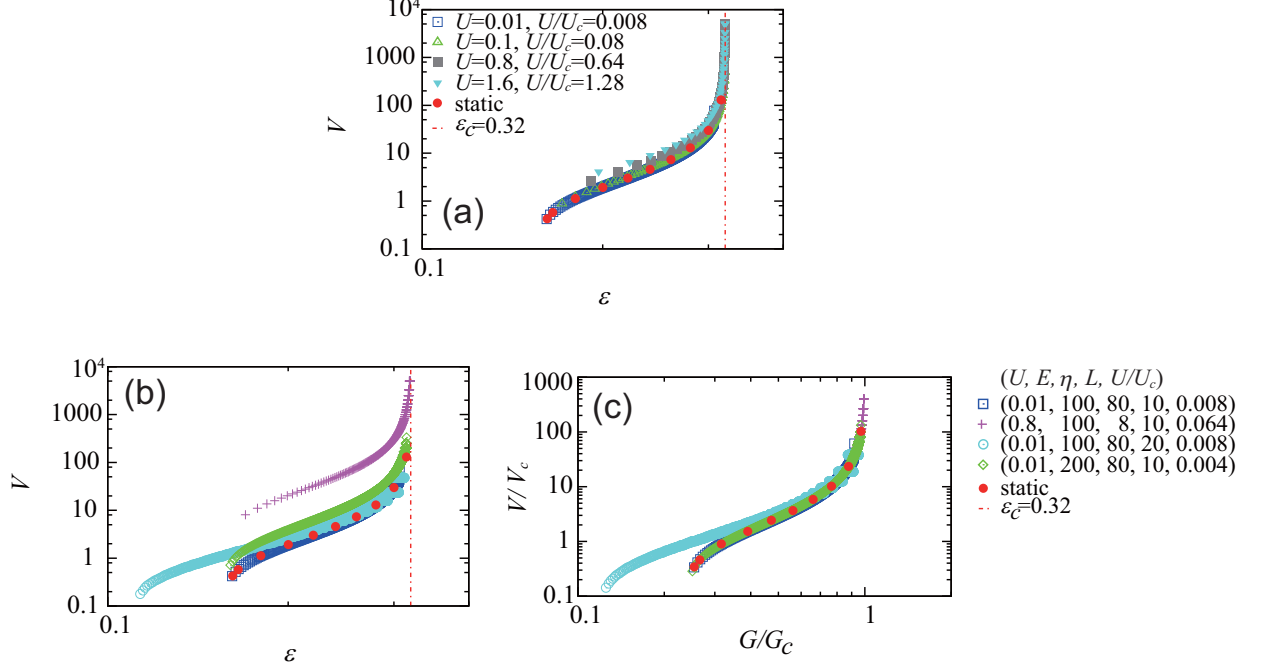 10⁴
1000
100
10
1
0.1
V
U=0.01, U/U_c=0.008
U=0.1, U/U_c=0.08
U=0.8, U/U_c=0.64
U=1.6, U/U_c=1.28
static
ε_C=0.32
(a)
0.1
ε
10⁴
1000
100
10
1
0.1
V
(b)
0.1
ε
1000
100
10
1
0.1
V/V_c
(c)
0.1
1
G/G_C
(U, E, η, L, U/U_c)
(0.01, 100, 80, 10, 0.008)
(0.8, 100, 8, 10, 0.064)
(0.01, 100, 80, 20, 0.008)
(0.01, 200, 80, 10, 0.004)
static
ε_C=0.32